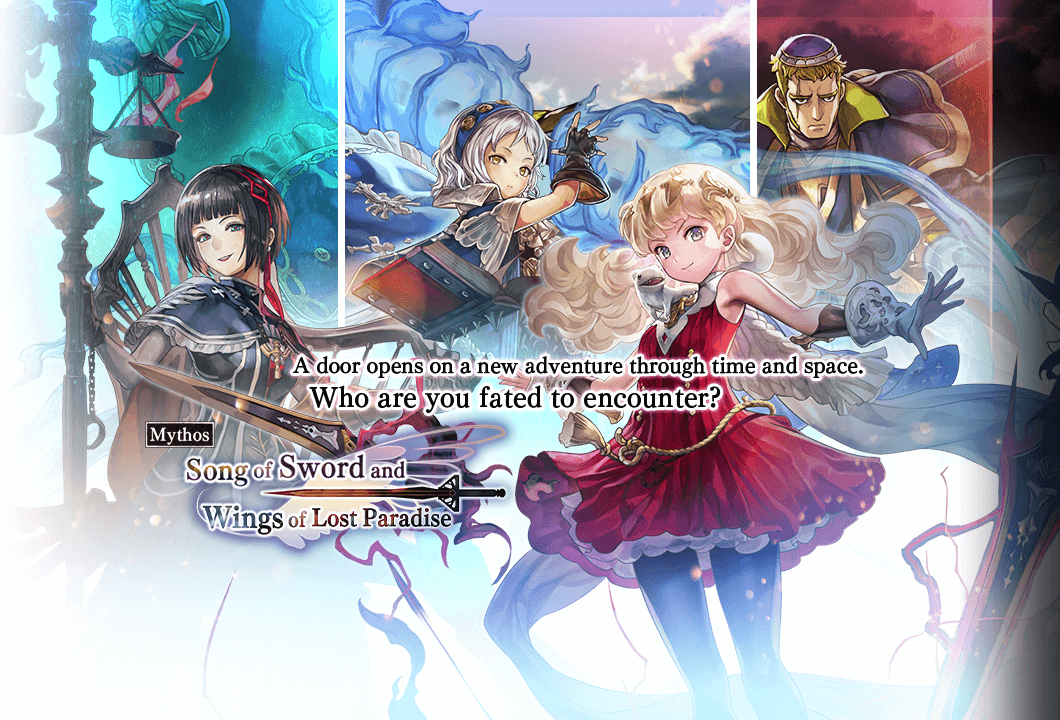 A door opens on a new adventure through time and space.
Who are you fated to encounter?
Mythos
Song of Sword and
Wings of Lost Paradise